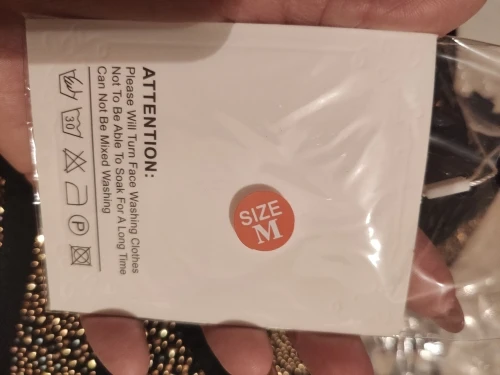 ATTENTION:
Please Will Turn Face Washing Clothes
Not To Be Able To Soak For A Long Time
Can Not Be Mixed Washing
30
P
SIZE
M